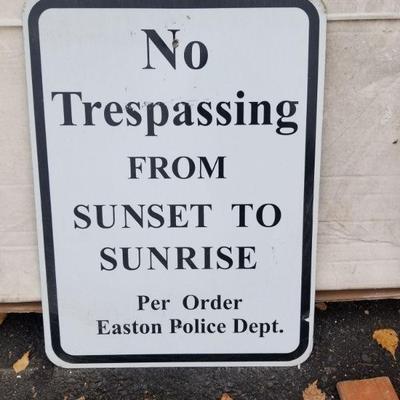 No
Trespassing
FROM
SUNSET TO
SUNRISE
Per Order
Easton Police Dept.